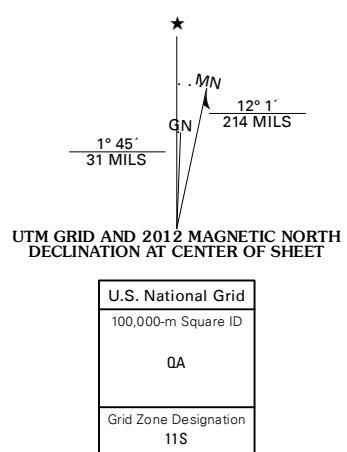 MN
GN
12° 1´
214 MILS
1° 45´
31 MILS
UTM GRID AND 2012 MAGNETIC NORTH
DECLINATION AT CENTER OF SHEET
U.S. National Grid
100,000-m Square ID
QA
Grid Zone Designation
11S